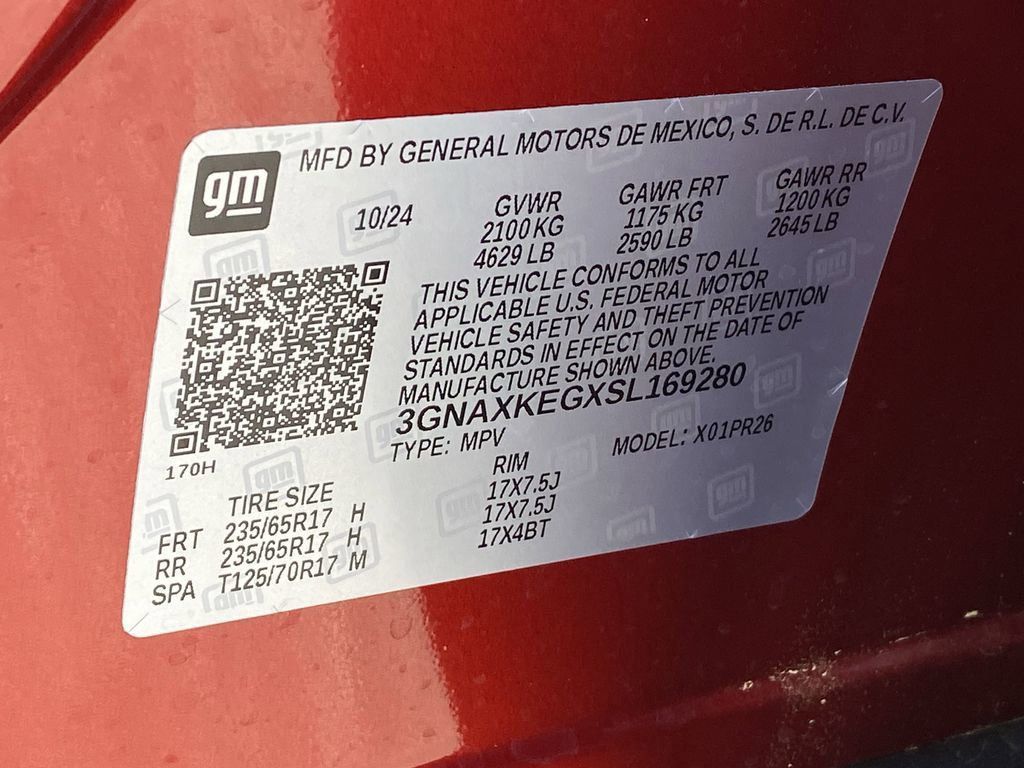 gm
MFD BY GENERAL MOTORS DE MEXICO, S. DE R.L. DE C.V.
10/24 GVWR GAWR FRT GAWR RR
2100 KG 1175 KG 1200 KG
4629 LB 2590 LB 2645 LB
THIS VEHICLE CONFORMS TO ALL
APPLICABLE U.S. FEDERAL MOTOR
VEHICLE SAFETY AND THEFT PREVENTION
STANDARDS IN EFFECT ON THE DATE OF
MANUFACTURE SHOWN ABOVE.
3GNAXKEGXSL169280
TYPE: MPV MODEL: X01PR26
170H
TIRE SIZE RIM
FRT 235/65R17 H 17X7.5J
RR 235/65R17 H 17X7.5J
SPA T125/70R17 M 17X4BT